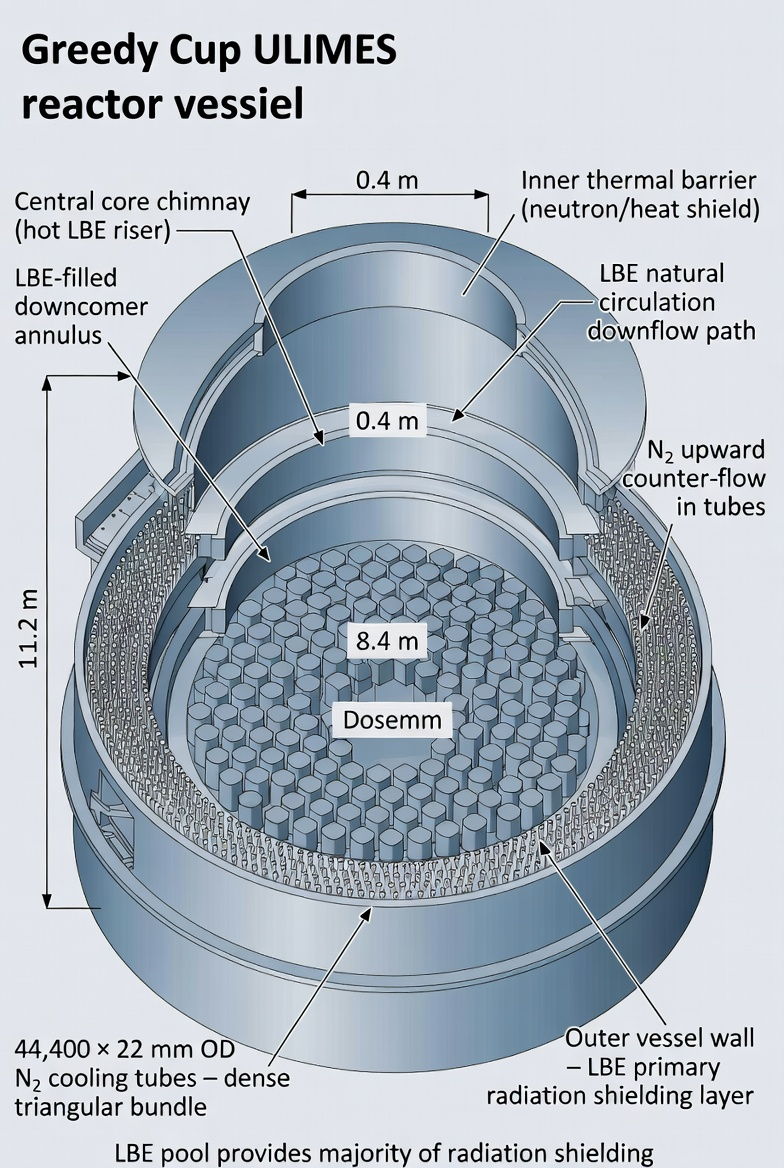 Greedy Cup ULIMES
reactor vessiel
0.4 m
Central core chimnay
(hot LBE riser)
Inner thermal barrier
(neutron/heat shield)
LBE-filled
downcomer
annulus
LBE natural
circulation
downflow path
0.4 m
N₂ upward
counter-flow
in tubes
11.2 m
8.4 m
Dosemm
44,400 × 22 mm OD
N₂ cooling tubes – dense
triangular bundle
Outer vessel wall
– LBE primary
radiation shielding layer
LBE pool provides majority of radiation shielding